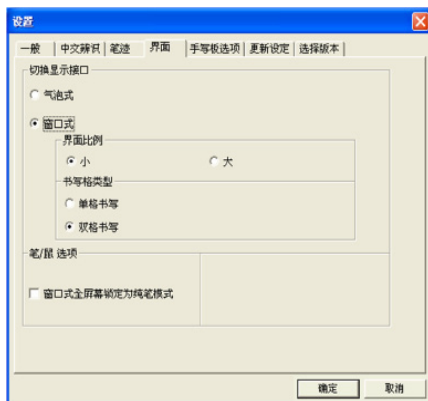 设置
一般 中文辨识 笔迹 界面 手写板选项 更新设定 选择版本
切换显示接口
气泡式
窗口式
界面比例
小 大
书写格类型
单格书写
双格书写
笔/鼠 选项
窗口式全屏幕锁定为纯笔模式
确定 取消